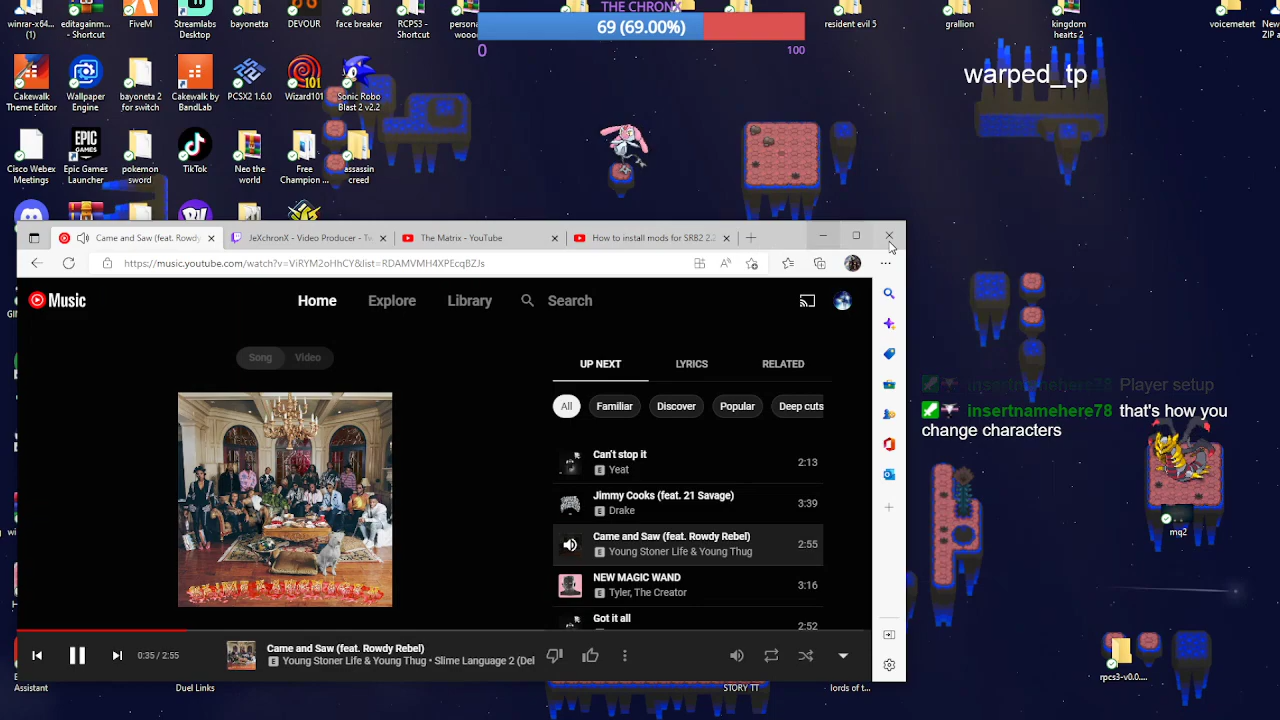 THE CHRONX
69 (69.00%)
0
100
warped_tp
winrar-x64...
(1)
editagaming...
- Shortcut
FiveM
Streamlabs
Desktop
bayonetta
DEVOUR
face breaker
RCPS3 -
Shortcut
resident evil 5
grallion
kingdom
hearts 2
voicemetert
Cakewalk
Theme Editor
Wallpaper
Engine
bayoneta 2
for switch
Cakewalk by
BandLab
PCSX2 1.6.0
Wizard101
Sonic Robo
Blast 2 v2.2
Cisco Webex
Meetings
Epic Games
Launcher
pokemon
sword
TikTok
Neo the
world
Free
Champion ...
assassin
creed
Came and Saw (feat. Rowdy
JeXchronX - Video Producer - Tw
The Matrix - YouTube
How to install mods for SRB2 2.2
https://music.youtube.com/watch?v=ViRYM2oHhCY&list=RDAMVMH4XPEcqBZJs
Music
Home
Explore
Library
Search
Song
Video
UP NEXT
LYRICS
RELATED
All
Familiar
Discover
Popular
Deep cuts
Can't stop it
E Yeat
2:13
Jimmy Cooks (feat. 21 Savage)
E Drake
3:39
Came and Saw (feat. Rowdy Rebel)
E Young Stoner Life & Young Thug
2:55
NEW MAGIC WAND
E Tyler, The Creator
3:16
Got it all
2:52
0:35 / 2:55
Came and Saw (feat. Rowdy Rebel)
E Young Stoner Life & Young Thug • Slime Language 2 (Del
insertnamehere78 Player setup
insertnamehere78 that's how you
change characters
mq2
rpcs3-v0.0....
Assistant
Duel Links
STORY TT
lords of t...